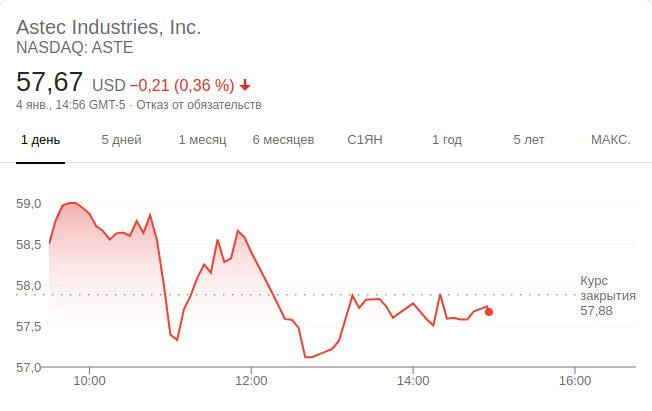 Astec Industries, Inc.
NASDAQ: ASTE
57,67 USD −0,21 (0,36 %)
4 янв., 14:56 GMT-5 · Отказ от обязательств
1 день 5 дней 1 месяц 6 месяцев С1ЯН 1 год 5 лет МАКС.
59,0
58,5
58,0
57,5
57,0
Курс
закрытия
57,88
10:00 12:00 14:00 16:00